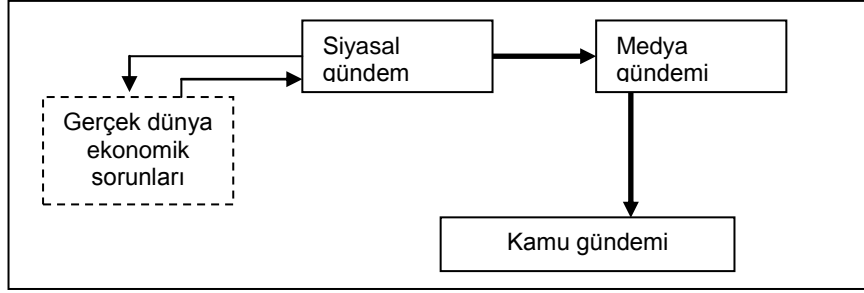 Siyasal
gündem
Medya
gündemi
Gerçek dünya
ekonomik
sorunları
Kamu gündemi